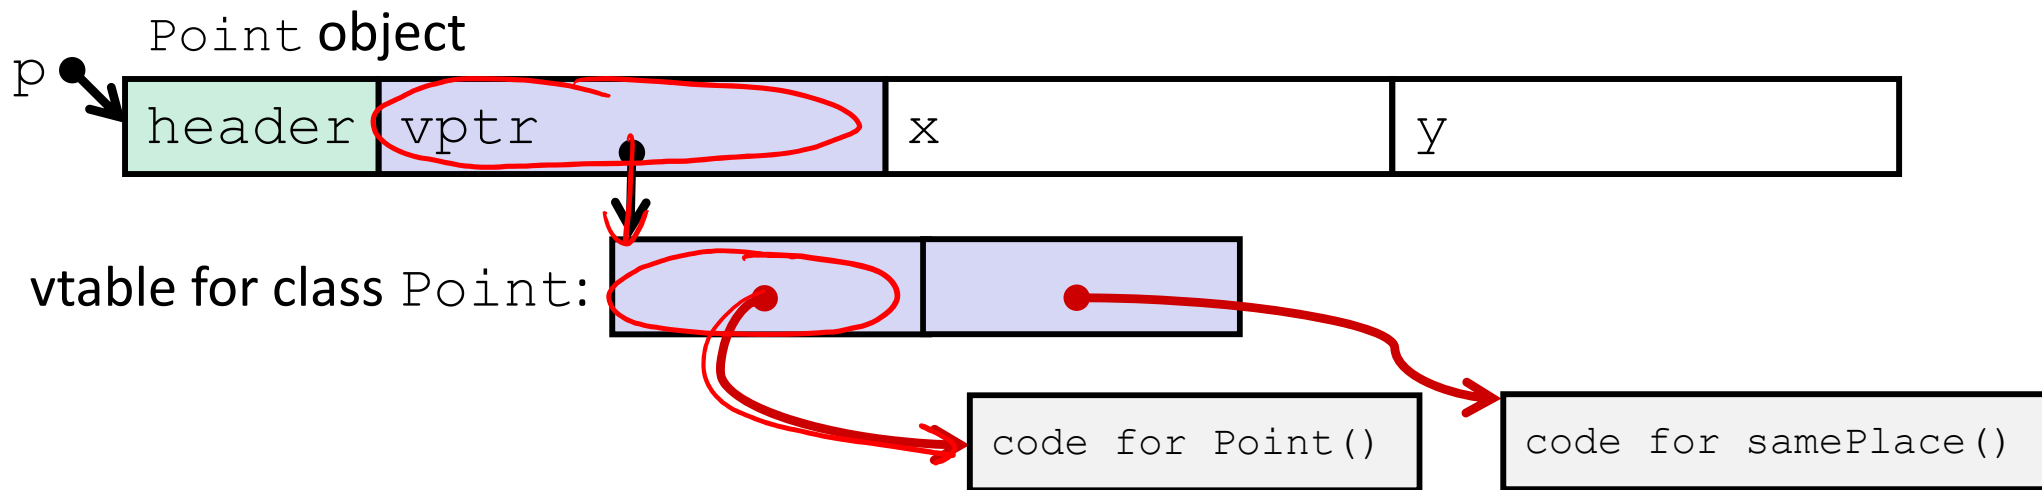 Point object
p
header vptr x y
vtable for class Point:
code for Point() code for samePlace()